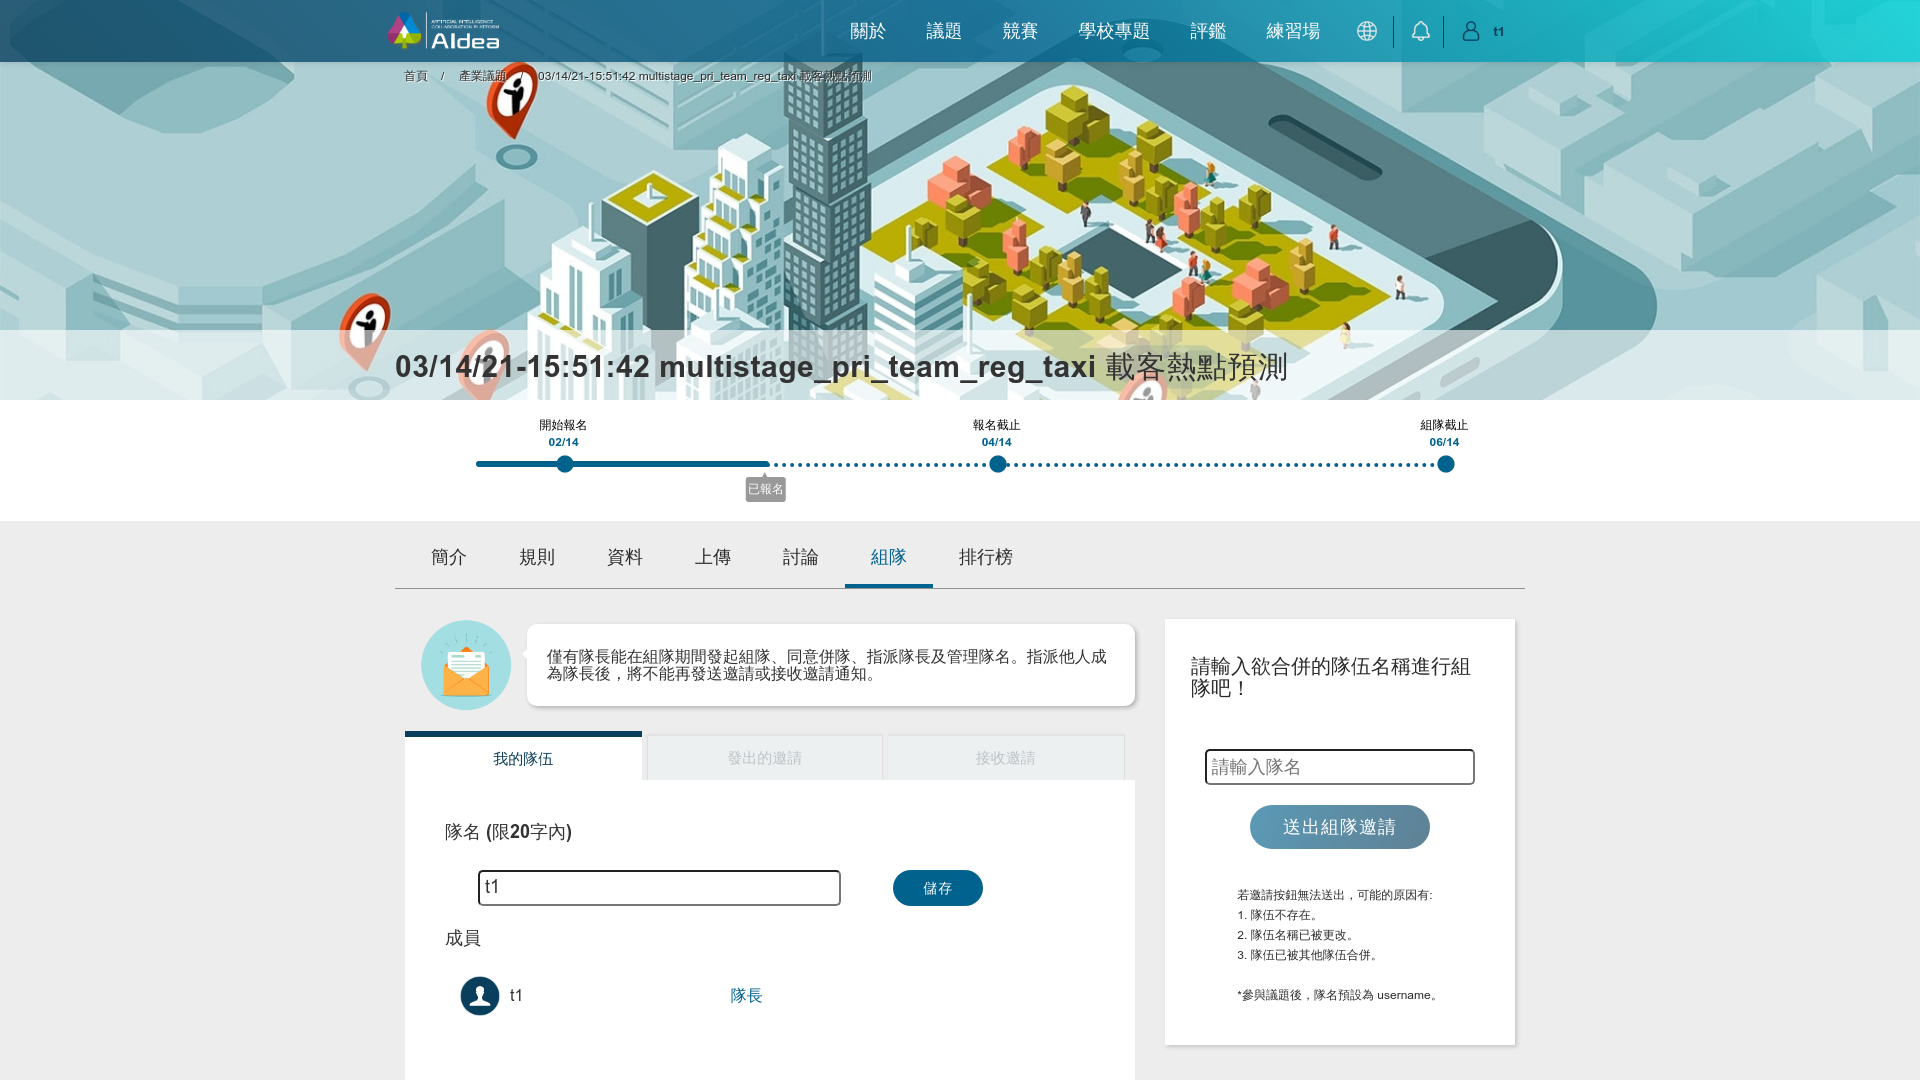 ARTIFICIAL INTELLIGENCE
COLLABORATION PLATFORM
AIdea
關於
議題
競賽
學校專題
評鑑
練習場
t1
首頁 / 產業議題 / 03/14/21-15:51:42 multistage_pri_team_reg_taxi 載客熱點預測
03/14/21-15:51:42 multistage_pri_team_reg_taxi 載客熱點預測
開始報名
02/14
報名截止
04/14
組隊截止
06/14
已報名
簡介
規則
資料
上傳
討論
組隊
排行榜
僅有隊長能在組隊期間發起組隊、同意併隊、指派隊長及管理隊名。指派他人成
為隊長後，將不能再發送邀請或接收邀請通知。
我的隊伍
發出的邀請
接收邀請
隊名 (限20字內)
t1
儲存
成員
t1
隊長
請輸入欲合併的隊伍名稱進行組
隊吧！
請輸入隊名
送出組隊邀請
若邀請按鈕無法送出，可能的原因有:
1. 隊伍不存在。
2. 隊伍名稱已被更改。
3. 隊伍已被其他隊伍合併。
*參與議題後，隊名預設為 username。